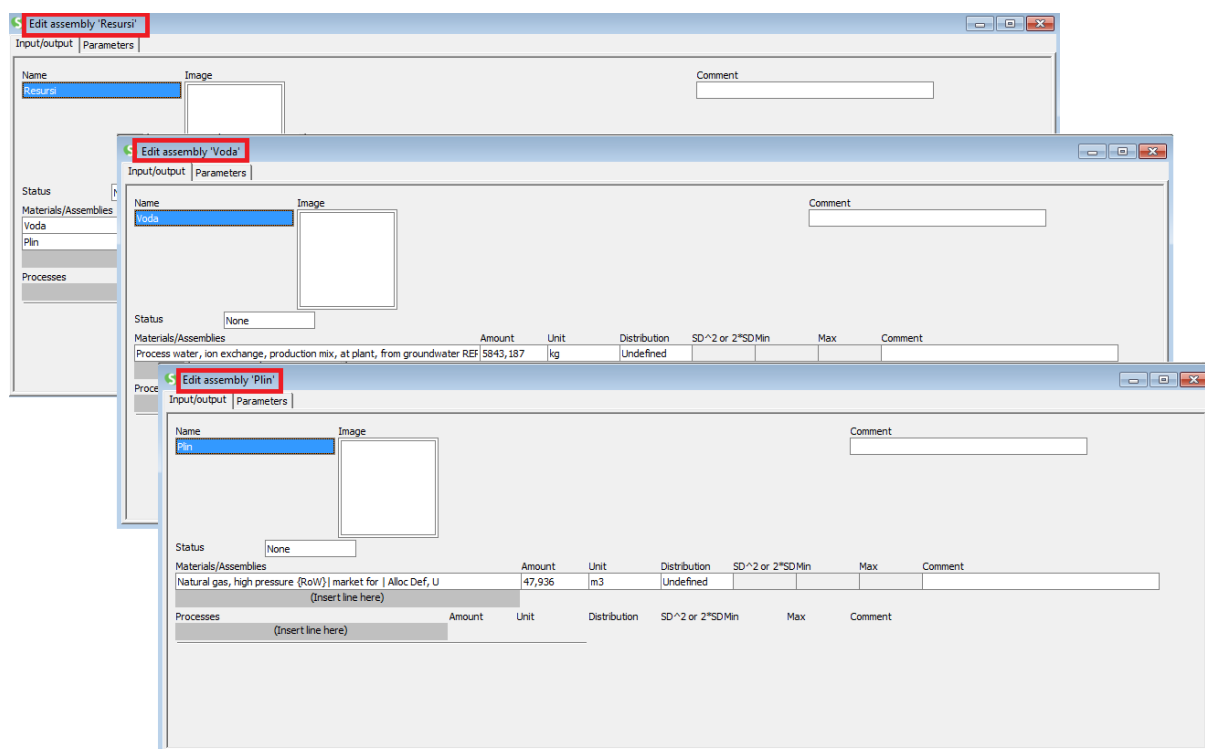 Edit assembly 'Resursi'
Input/output Parameters
Name Image Comment
Resursi
Status
Materials/Assemblies
Voda
Plin
Processes
Edit assembly 'Voda'
Input/output Parameters
Name Image Comment
Voda
Status None
Materials/Assemblies Amount Unit Distribution SD^2 or 2*SD Min Max Comment
Process water, ion exchange, production mix, at plant, from groundwater RER 5843,187 kg Undefined
Edit assembly 'Plin'
Input/output Parameters
Name Image Comment
Plin
Status None
Materials/Assemblies Amount Unit Distribution SD^2 or 2*SD Min Max Comment
Natural gas, high pressure {RoW}| market for | Alloc Def, U 47,936 m3 Undefined
(Insert line here)
Processes Amount Unit Distribution SD^2 or 2*SD Min Max Comment
(Insert line here)